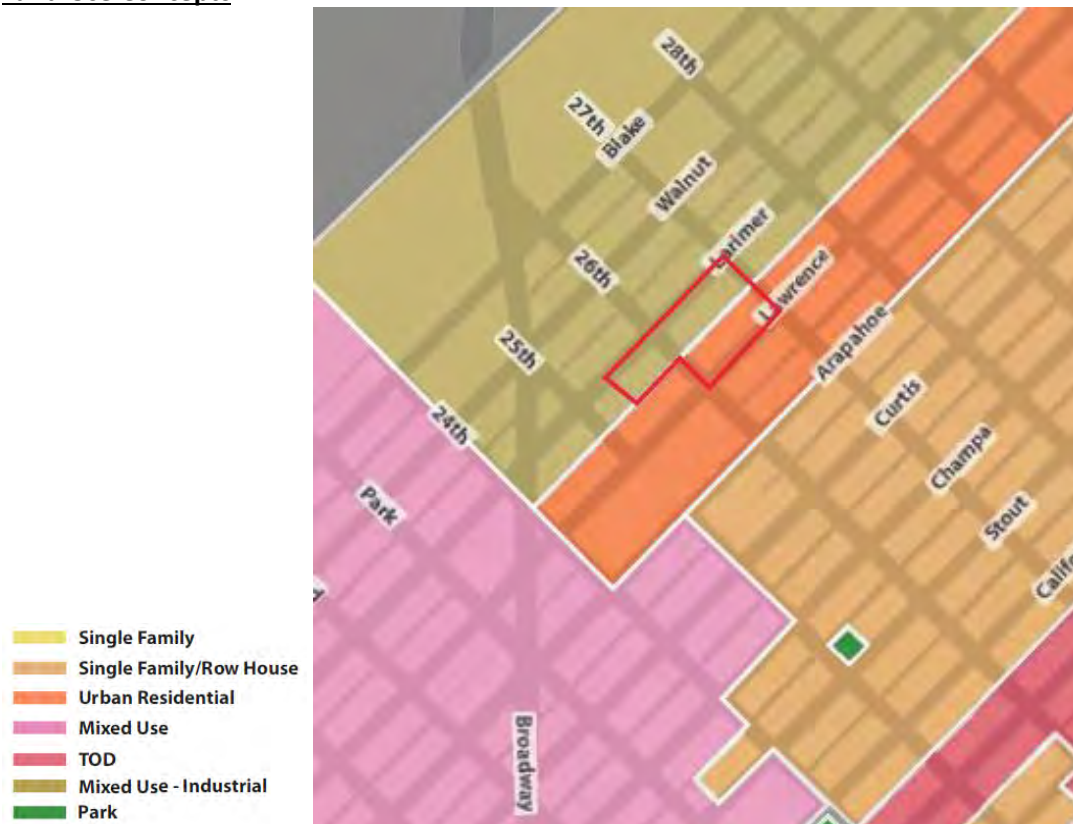 28th
27th
Blake
Walnut
Larimer
26th
Lawrence
25th
Arapahoe
Curtis
24th
Champa
Park
Stout
Single Family
Single Family/Row House
Urban Residential
Mixed Use
TOD
Mixed Use - Industrial
Park
Broadway